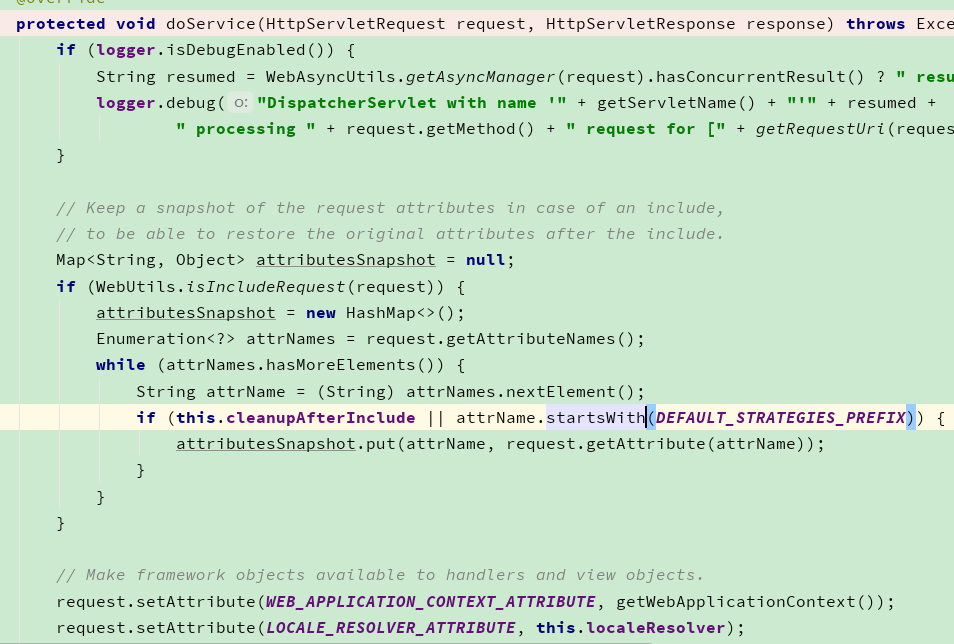 @Override
protected void doService(HttpServletRequest request, HttpServletResponse response) throws Exce
if (logger.isDebugEnabled()) {
String resumed = WebAsyncUtils.getAsyncManager(request).hasConcurrentResult() ? " resu
logger.debug( o: "DispatcherServlet with name '" + getServletName() + "'" + resumed +
" processing " + request.getMethod() + " request for [" + getRequestUri(reques
}
// Keep a snapshot of the request attributes in case of an include,
// to be able to restore the original attributes after the include.
Map<String, Object> attributesSnapshot = null;
if (WebUtils.isIncludeRequest(request)) {
attributesSnapshot = new HashMap<>();
Enumeration<?> attrNames = request.getAttributeNames();
while (attrNames.hasMoreElements()) {
String attrName = (String) attrNames.nextElement();
if (this.cleanupAfterInclude || attrName.startsWith(DEFAULT_STRATEGIES_PREFIX)) {
attributesSnapshot.put(attrName, request.getAttribute(attrName));
}
}
}
// Make framework objects available to handlers and view objects.
request.setAttribute(WEB_APPLICATION_CONTEXT_ATTRIBUTE, getWebApplicationContext());
request.setAttribute(LOCALE_RESOLVER_ATTRIBUTE, this.localeResolver);